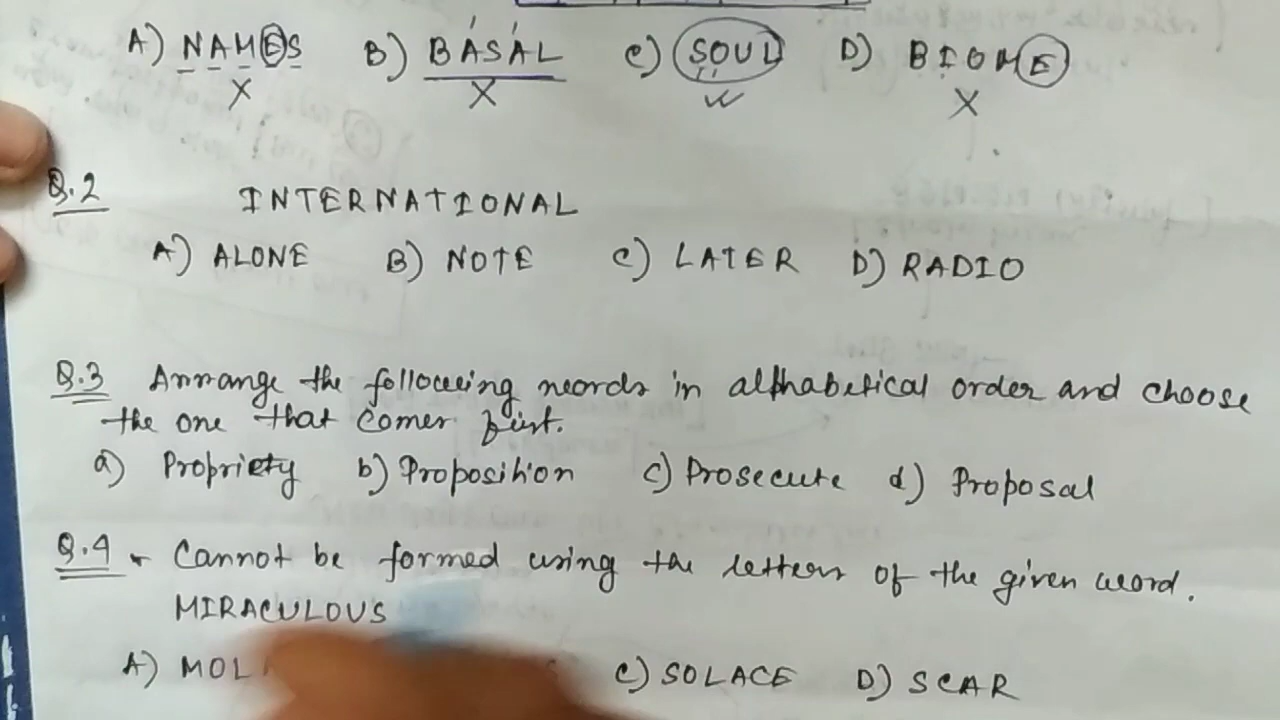 A) NAMES B) BASAL C) SOUL D) BIOME
Q.2 INTERNATIONAL
A) ALONE B) NOTE C) LATER D) RADIO
Q.3 Arrange the following words in alphabetical order and choose
the one that comes first.
a) Propriety b) Proposition c) Prosecute d) Proposal
Q.4 Cannot be formed using the letters of the given word.
MIRACULOUS
A) MOL C) SOLACE D) SCAR